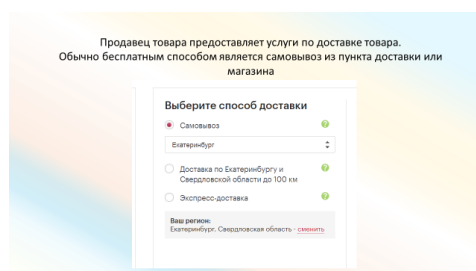 Продавец товара предоставляет услуги по доставке товара.
Обычно бесплатным способом является самовывоз из пункта доставки или
магазина
Выберите способ доставки
Самовывоз
Екатеринбург
Доставка по Екатеринбургу и
Свердловской области до 100 км
Экспресс-доставка
Ваш регион:
Екатеринбург, Свердловская область - сменить